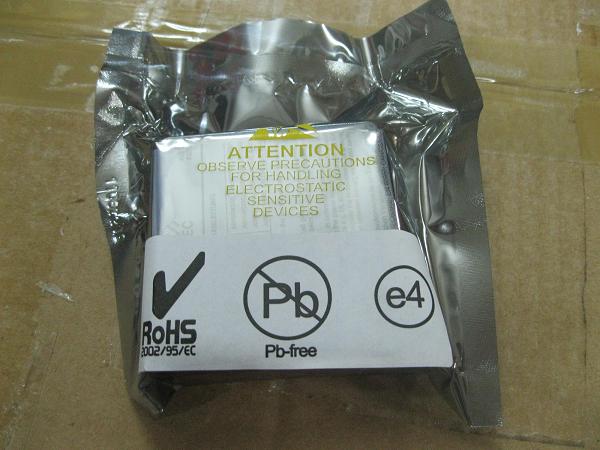 ATTENTION
OBSERVE PRECAUTIONS
FOR HANDLING
ELECTROSTATIC
SENSITIVE
DEVICES
Pb
e4
RoHS
2002/95/EC
Pb-free